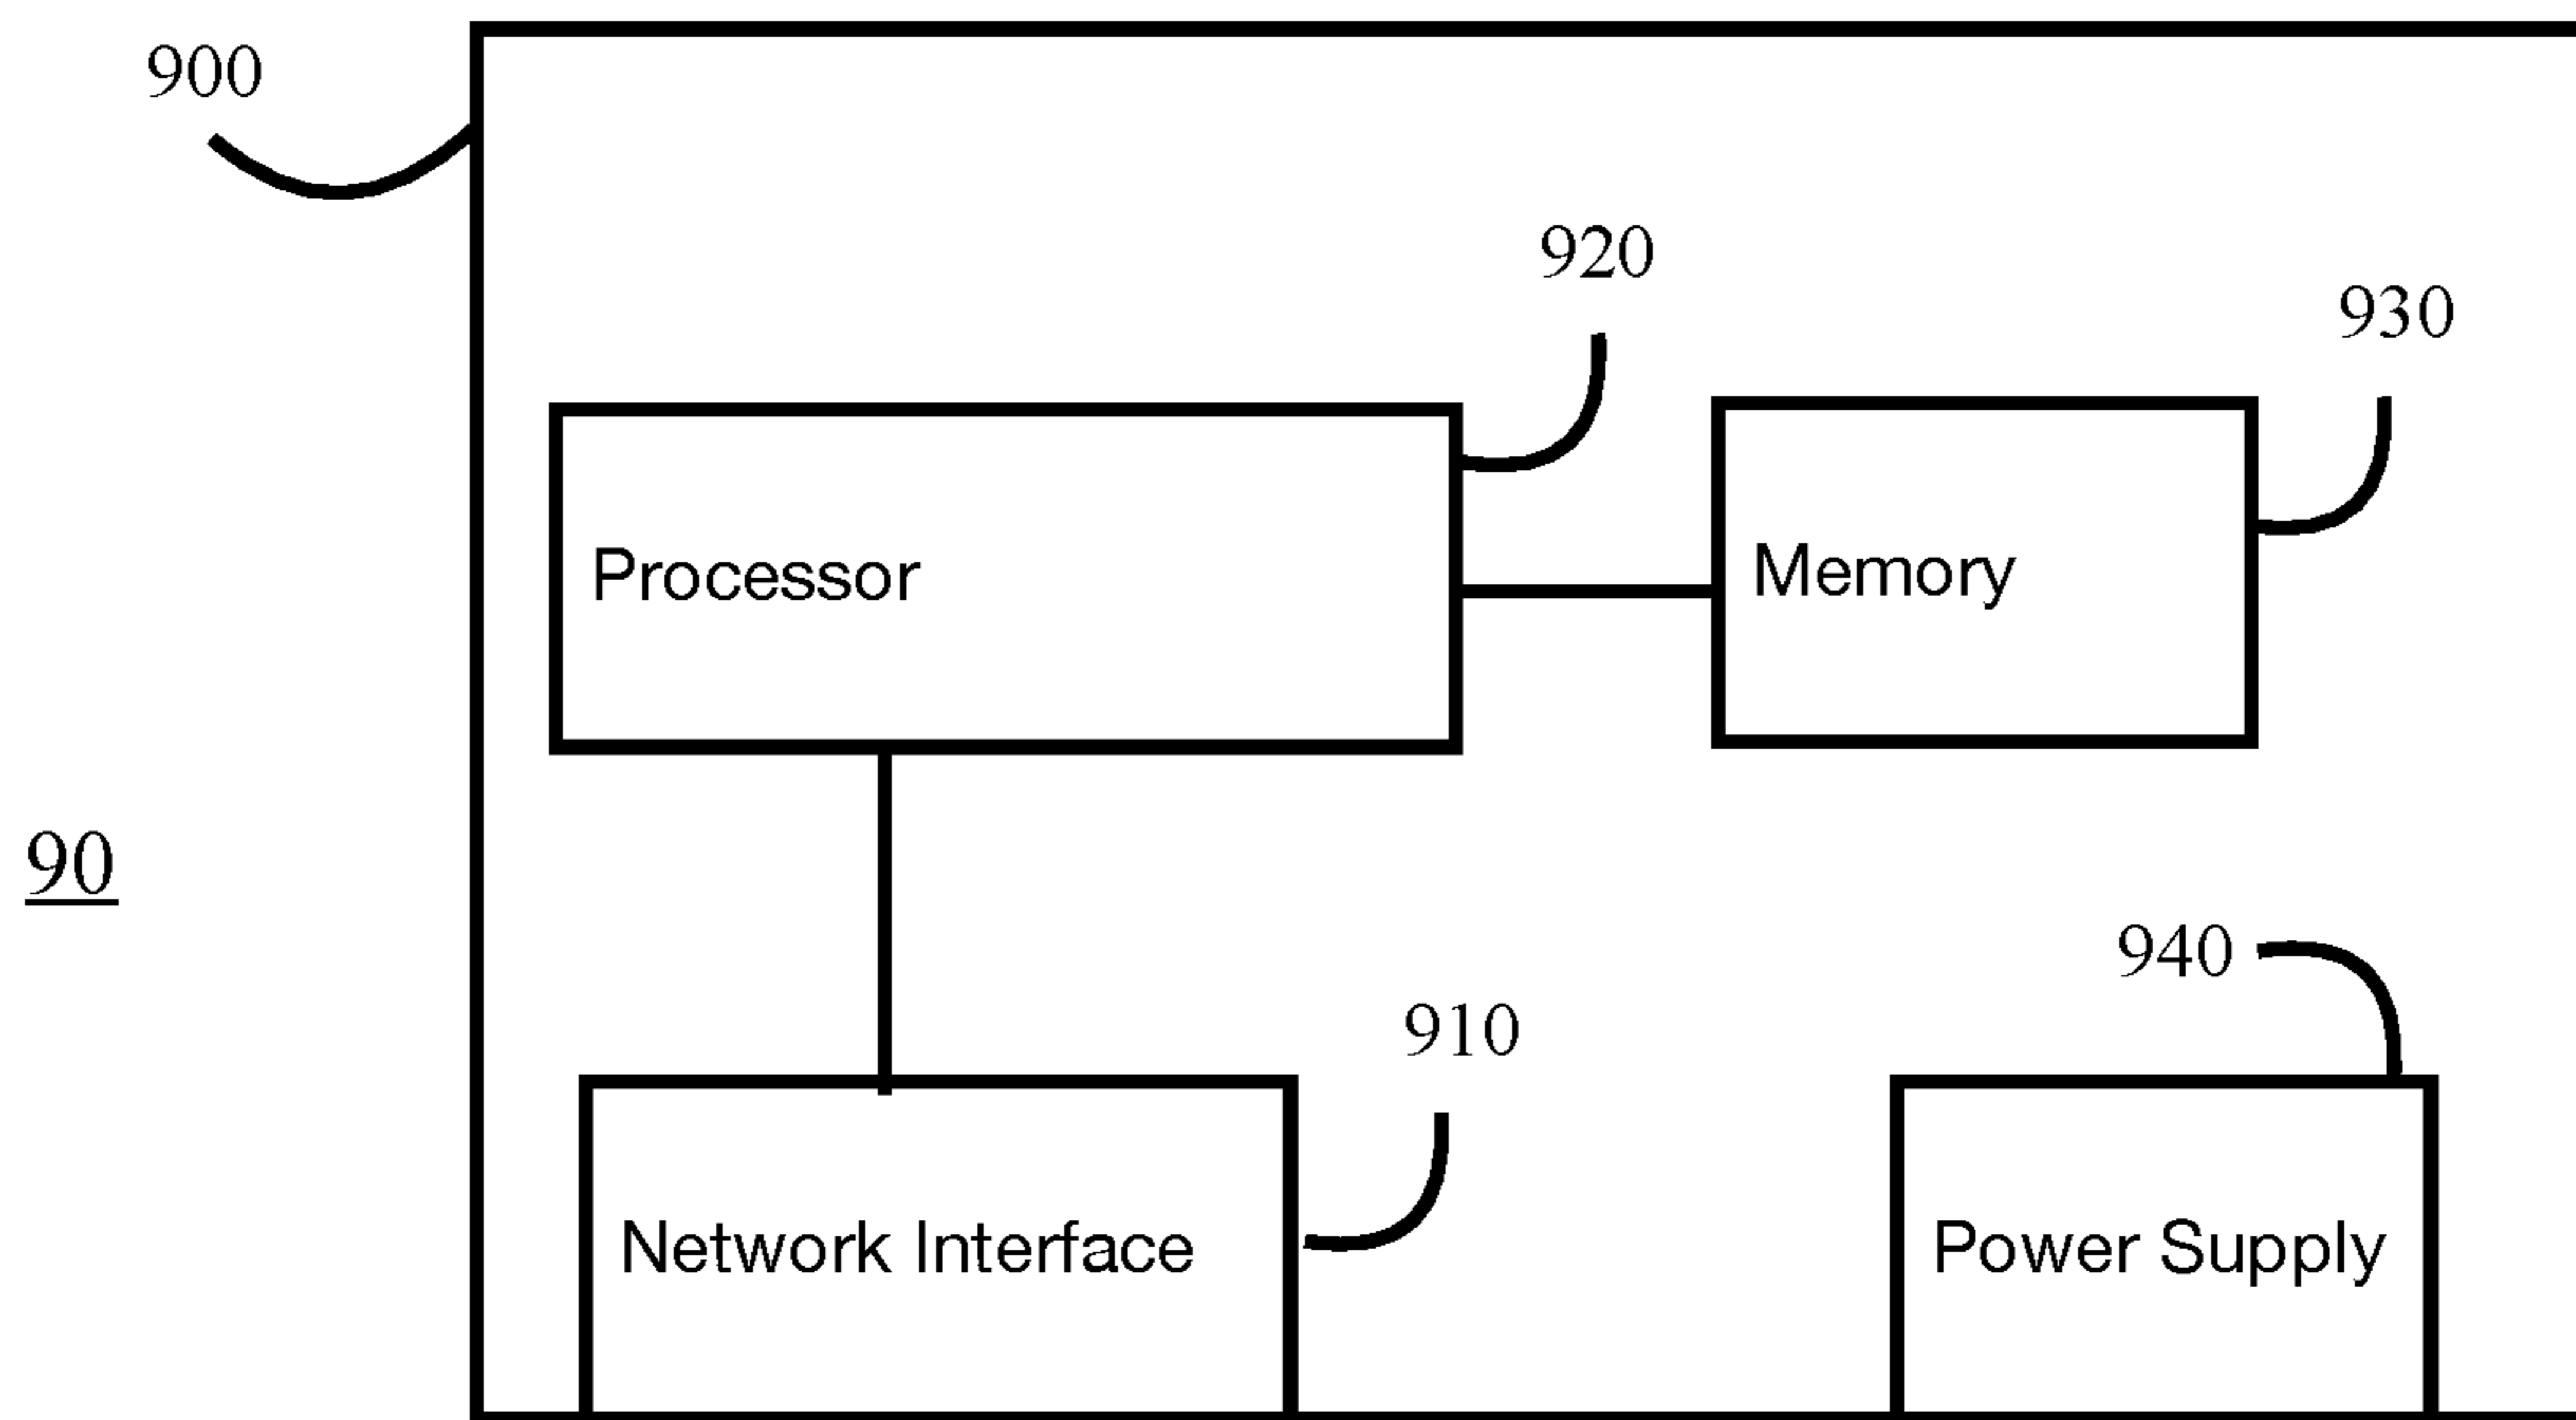 900
920
930
Processor
Memory
90
940
910
Network Interface
Power Supply